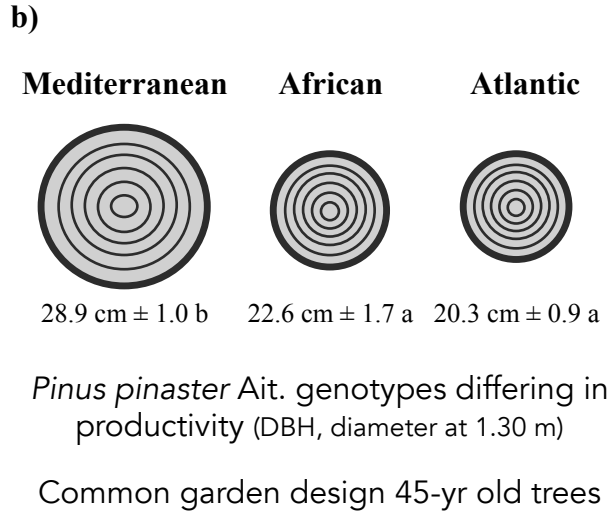 b)
Mediterranean African Atlantic
28.9 cm ± 1.0 b 22.6 cm ± 1.7 a 20.3 cm ± 0.9 a
Pinus pinaster Ait. genotypes differing in
productivity (DBH, diameter at 1.30 m)
Common garden design 45-yr old trees